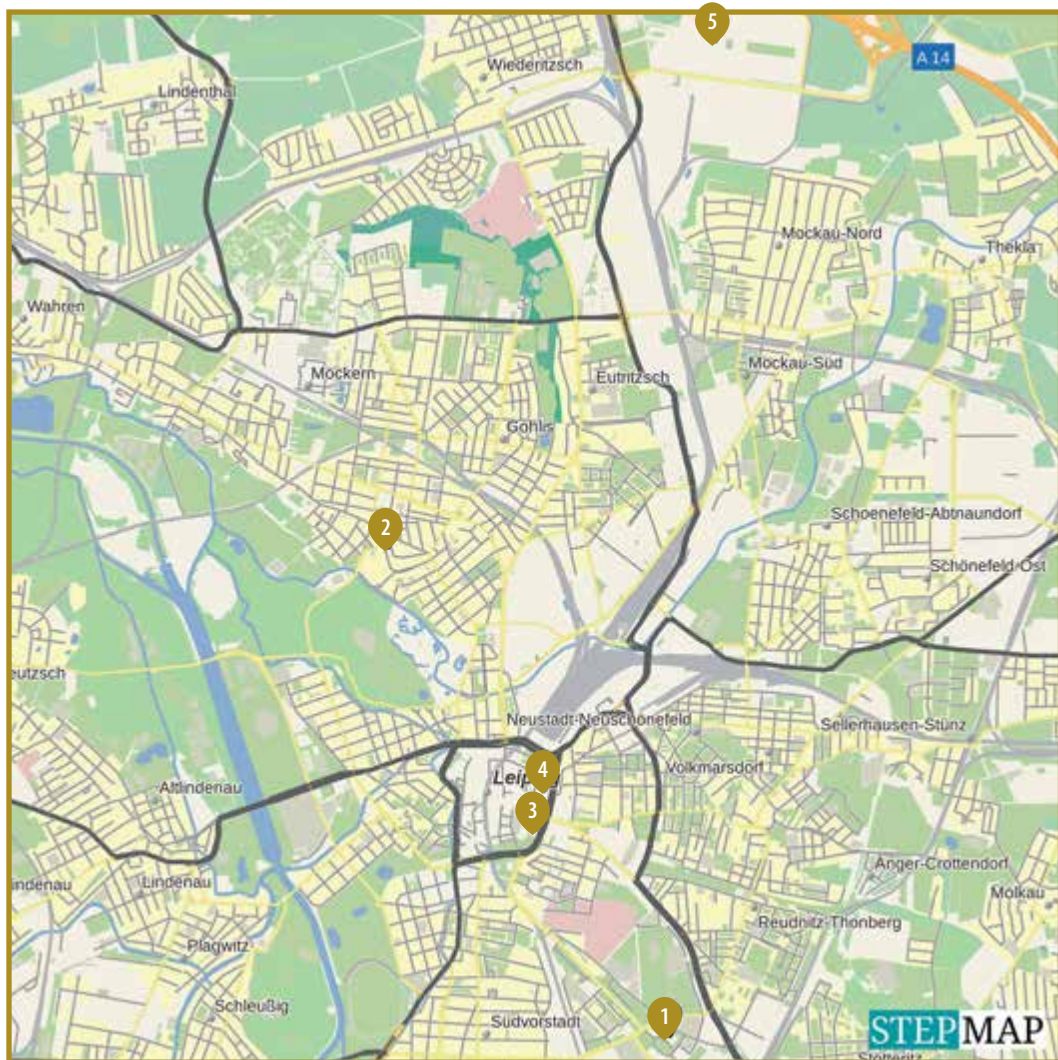 5
A 14
Wiederitzsch
Lindenthal
Mockau-Nord
Thekla
Wahren
Mockau-Süd
Möckern
Eutritzsch
Gohlis
Schoenefeld-Abtnaundorf
2
Schönefeld-Ost
eutzsch
Neustadt-Neuschönefeld
Sellerhausen-Stünz
Volkmarsdorf
4
Altlindenau
3
Anger-Crottendorf
indenau
Lindenau
Molkau
Reudnitz-Thonberg
Plagwitz
Schleußig
1
Südvorstadt
STEPMAP